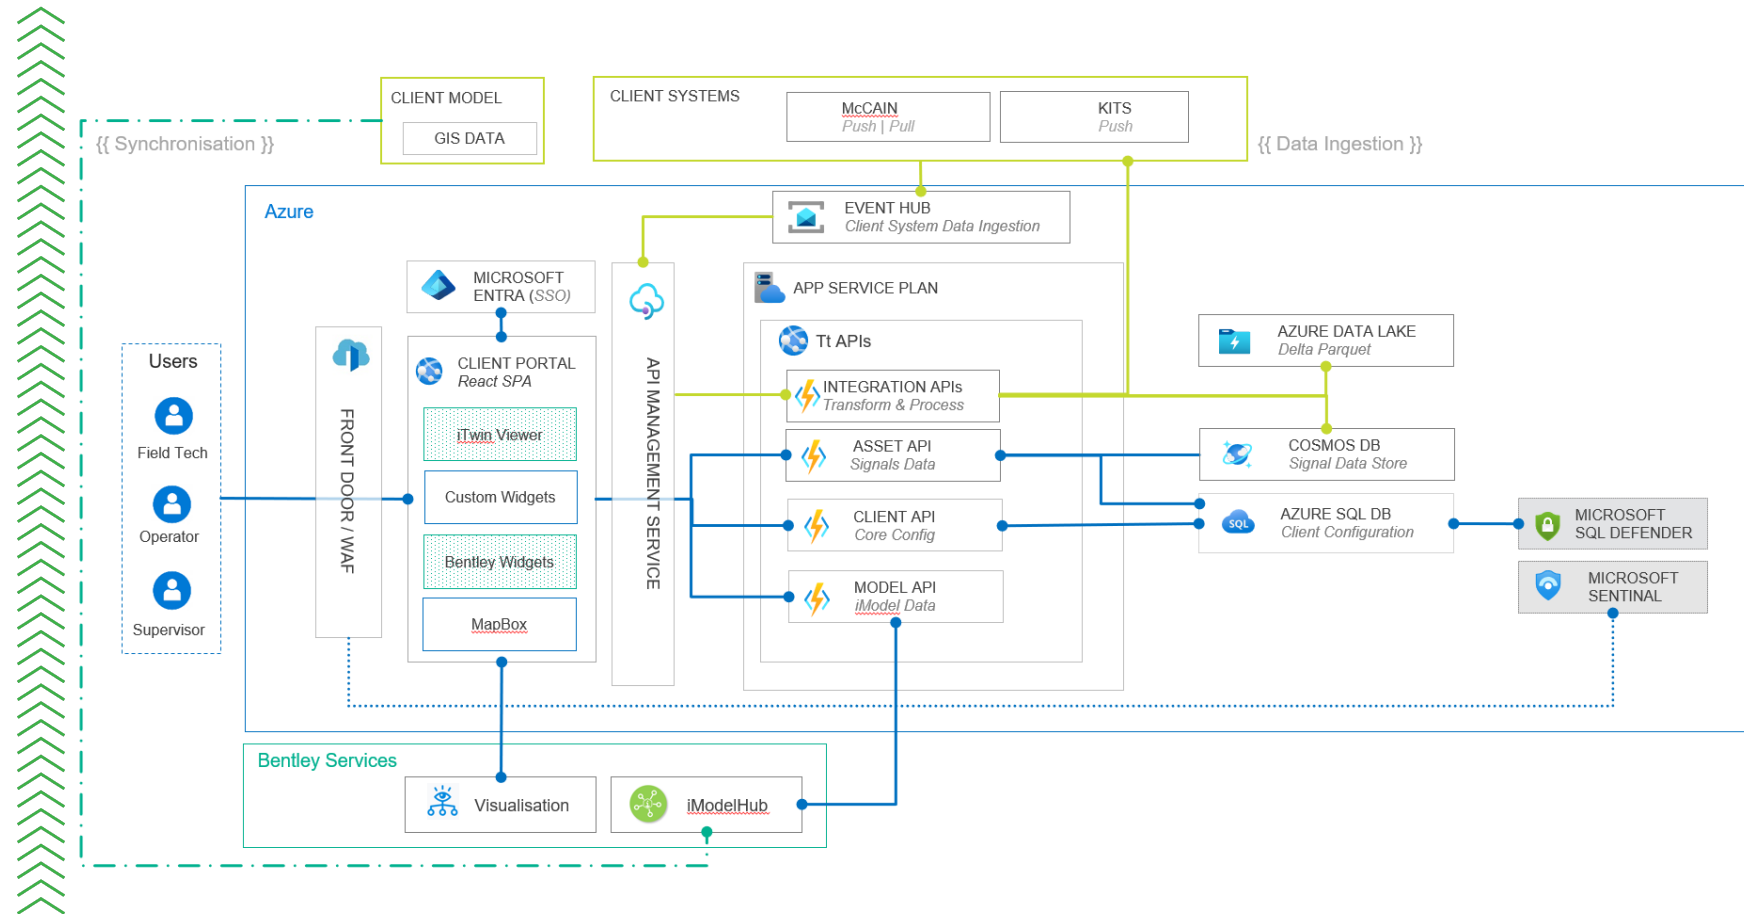 CLIENT MODEL
GIS DATA
{{ Synchronisation }}
CLIENT SYSTEMS
McCAIN
Push | Pull
KITS
Push
{{ Data Ingestion }}
Azure
EVENT HUB
Client System Data Ingestion
MICROSOFT
ENTRA (SSO)
APP SERVICE PLAN
Tt APIs
Users
Field Tech
Operator
Supervisor
FRONT DOOR / WAF
CLIENT PORTAL
React SPA
iTwin Viewer
Custom Widgets
Bentley Widgets
MapBox
API MANAGEMENT SERVICE
INTEGRATION APIs
Transform & Process
ASSET API
Signals Data
CLIENT API
Core Config
MODEL API
iModel Data
AZURE DATA LAKE
Delta Parquet
COSMOS DB
Signal Data Store
SQL
AZURE SQL DB
Client Configuration
MICROSOFT
SQL DEFENDER
MICROSOFT
SENTINAL
Bentley Services
Visualisation
iModelHub